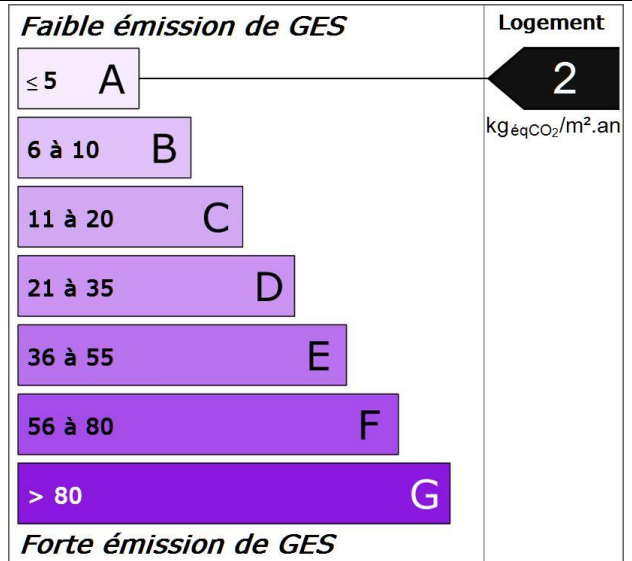 Faible émission de GES
Logement
≤ 5 A
2
kgéqCO₂/m².an
6 à 10 B
11 à 20 C
21 à 35 D
36 à 55 E
56 à 80 F
> 80 G
Forte émission de GES